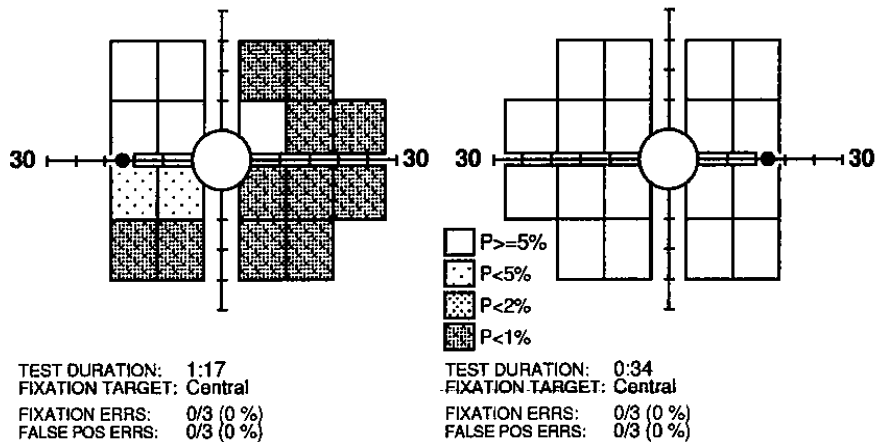 30 30
30 30
P>=5%
P<5%
P<2%
P<1%
TEST DURATION: 1:17
FIXATION TARGET: Central
FIXATION ERRS: 0/3 (0 %)
FALSE POS ERRS: 0/3 (0 %)
TEST DURATION: 0:34
FIXATION TARGET: Central
FIXATION ERRS: 0/3 (0 %)
FALSE POS ERRS: 0/3 (0 %)